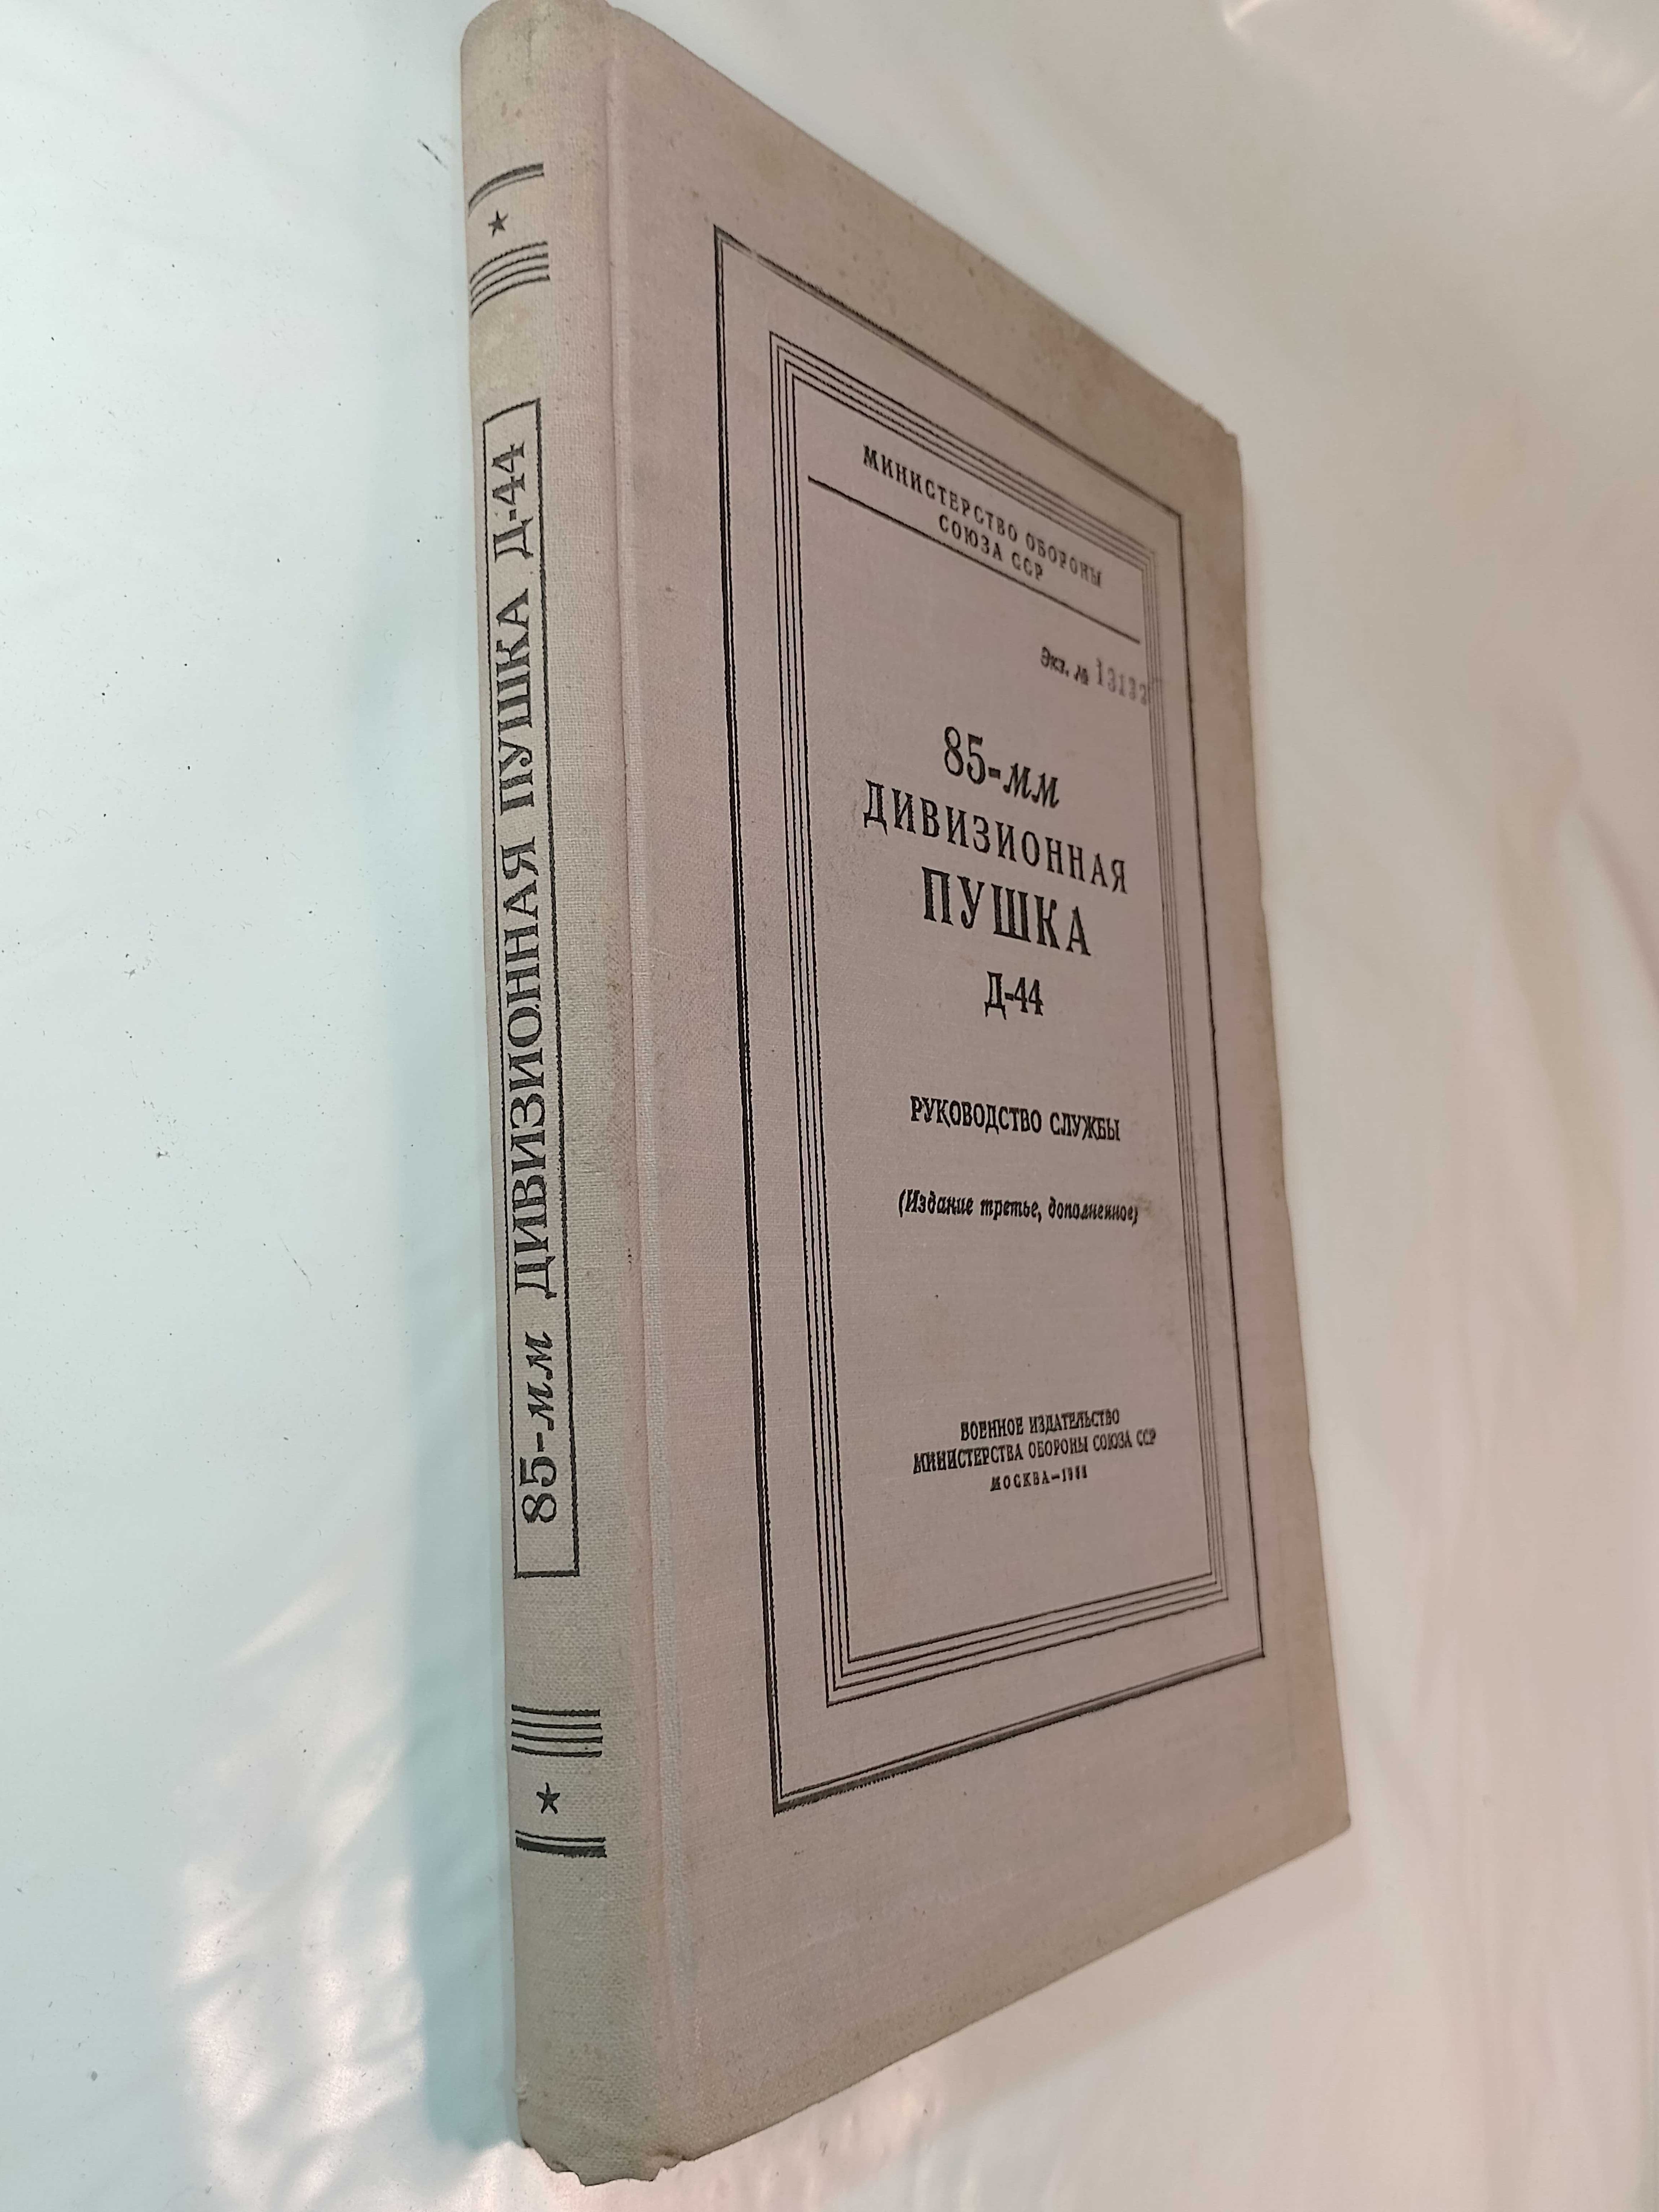 85-мм ДИВИЗИОННАЯ ПУШКА Д-44
МИНИСТЕРСТВО ОБОРОНЫ
СОЮЗА ССР
Экз. № 13132
85-мм
ДИВИЗИОННАЯ
ПУШКА
Д-44
РУКОВОДСТВО СЛУЖБЫ
(Издание третье, дополненное)
ВОЕННОЕ ИЗДАТЕЛЬСТВО
МИНИСТЕРСТВА ОБОРОНЫ СОЮЗА ССР
МОСКВА —